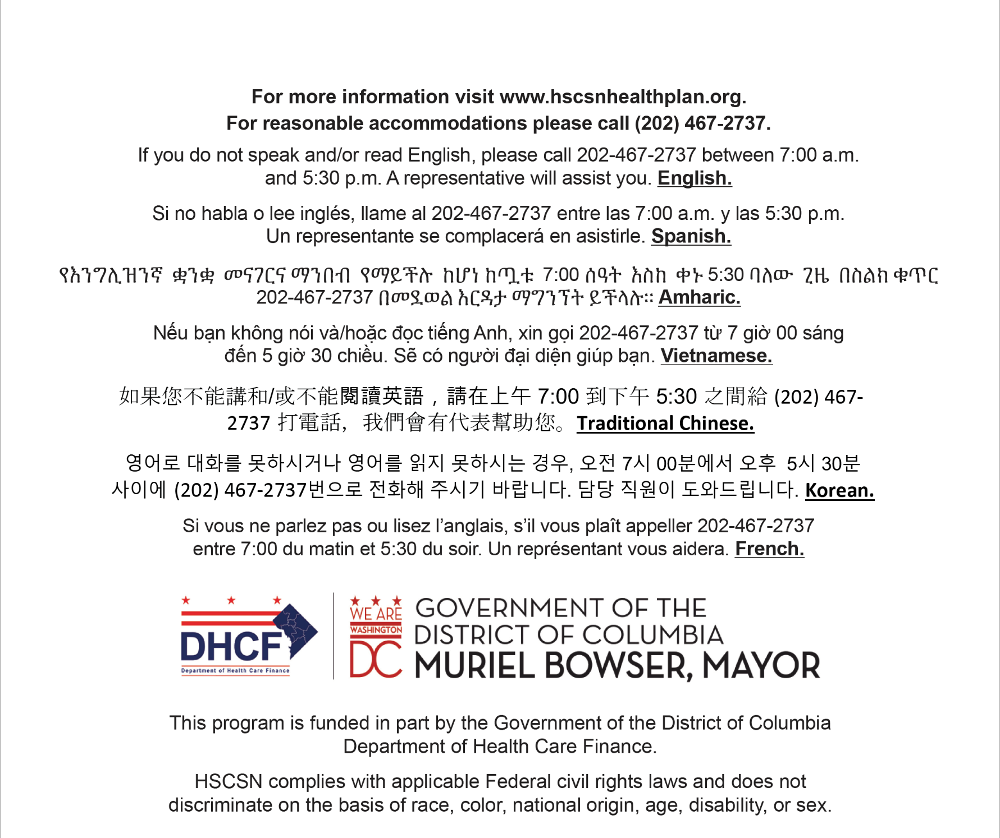 For more information visit www.hscsnhealthplan.org.
For reasonable accommodations please call (202) 467-2737.
If you do not speak and/or read English, please call 202-467-2737 between 7:00 a.m.
and 5:30 p.m. A representative will assist you. English.
Si no habla o lee inglés, llame al 202-467-2737 entre las 7:00 a.m. y las 5:30 p.m.
Un representante se complacerá en asistirle. Spanish.
የእንግሊዝንኛ ቋንቋ መናገርና ማንበብ የማይችሉ ከሆነ ከጧቱ 7:00 ሰዓት እስከ ቀኑ 5:30 ባለው ጊዜ በስልክ ቁጥር
202-467-2737 በመደወል እርዳታ ማግንኘት ይችላሉ። Amharic.
Nếu bạn không nói và/hoặc đọc tiếng Anh, xin gọi 202-467-2737 từ 7 giờ 00 sáng
đến 5 giờ 30 chiều. Sẽ có người đại diện giúp bạn. Vietnamese.
如果您不能講和/或不能閱讀英語，請在上午 7:00 到下午 5:30 之間給 (202) 467-
2737 打電話，我們會有代表幫助您。Traditional Chinese.
영어로 대화를 못하시거나 영어를 읽지 못하시는 경우, 오전 7시 00분에서 오후 5시 30분
사이에 (202) 467-2737번으로 전화해 주시기 바랍니다. 담당 직원이 도와드립니다. Korean.
Si vous ne parlez pas ou lisez l’anglais, s’il vous plaît appeller 202-467-2737
entre 7:00 du matin et 5:30 du soir. Un représentant vous aidera. French.
DHCF
Department of Health Care Finance
WE ARE
WASHINGTON
DC
GOVERNMENT OF THE
DISTRICT OF COLUMBIA
MURIEL BOWSER, MAYOR
This program is funded in part by the Government of the District of Columbia
Department of Health Care Finance.
HSCSN complies with applicable Federal civil rights laws and does not
discriminate on the basis of race, color, national origin, age, disability, or sex.